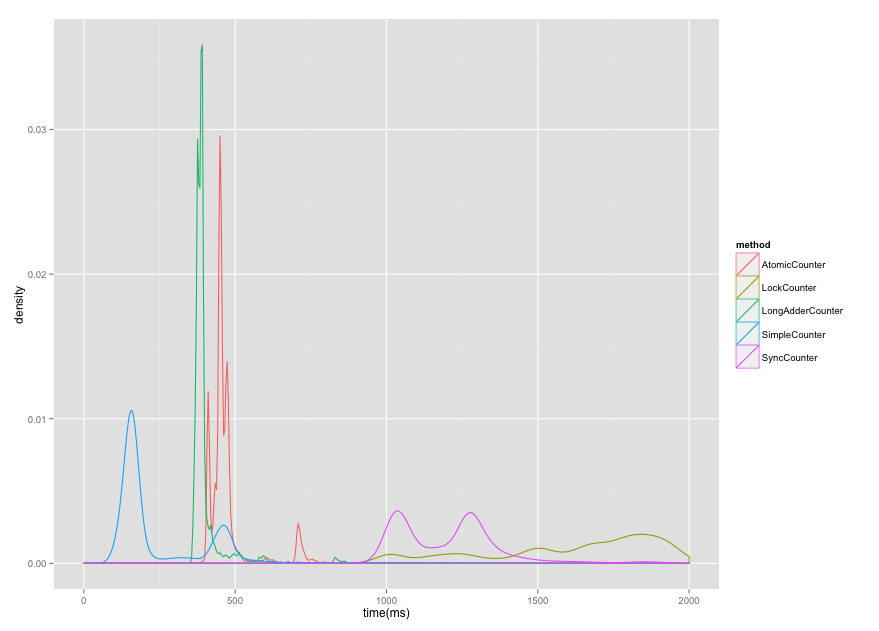 0.03
0.02
0.01
0.00
density
0
500
1000
1500
2000
time(ms)
method
AtomicCounter
LockCounter
LongAdderCounter
SimpleCounter
SyncCounter